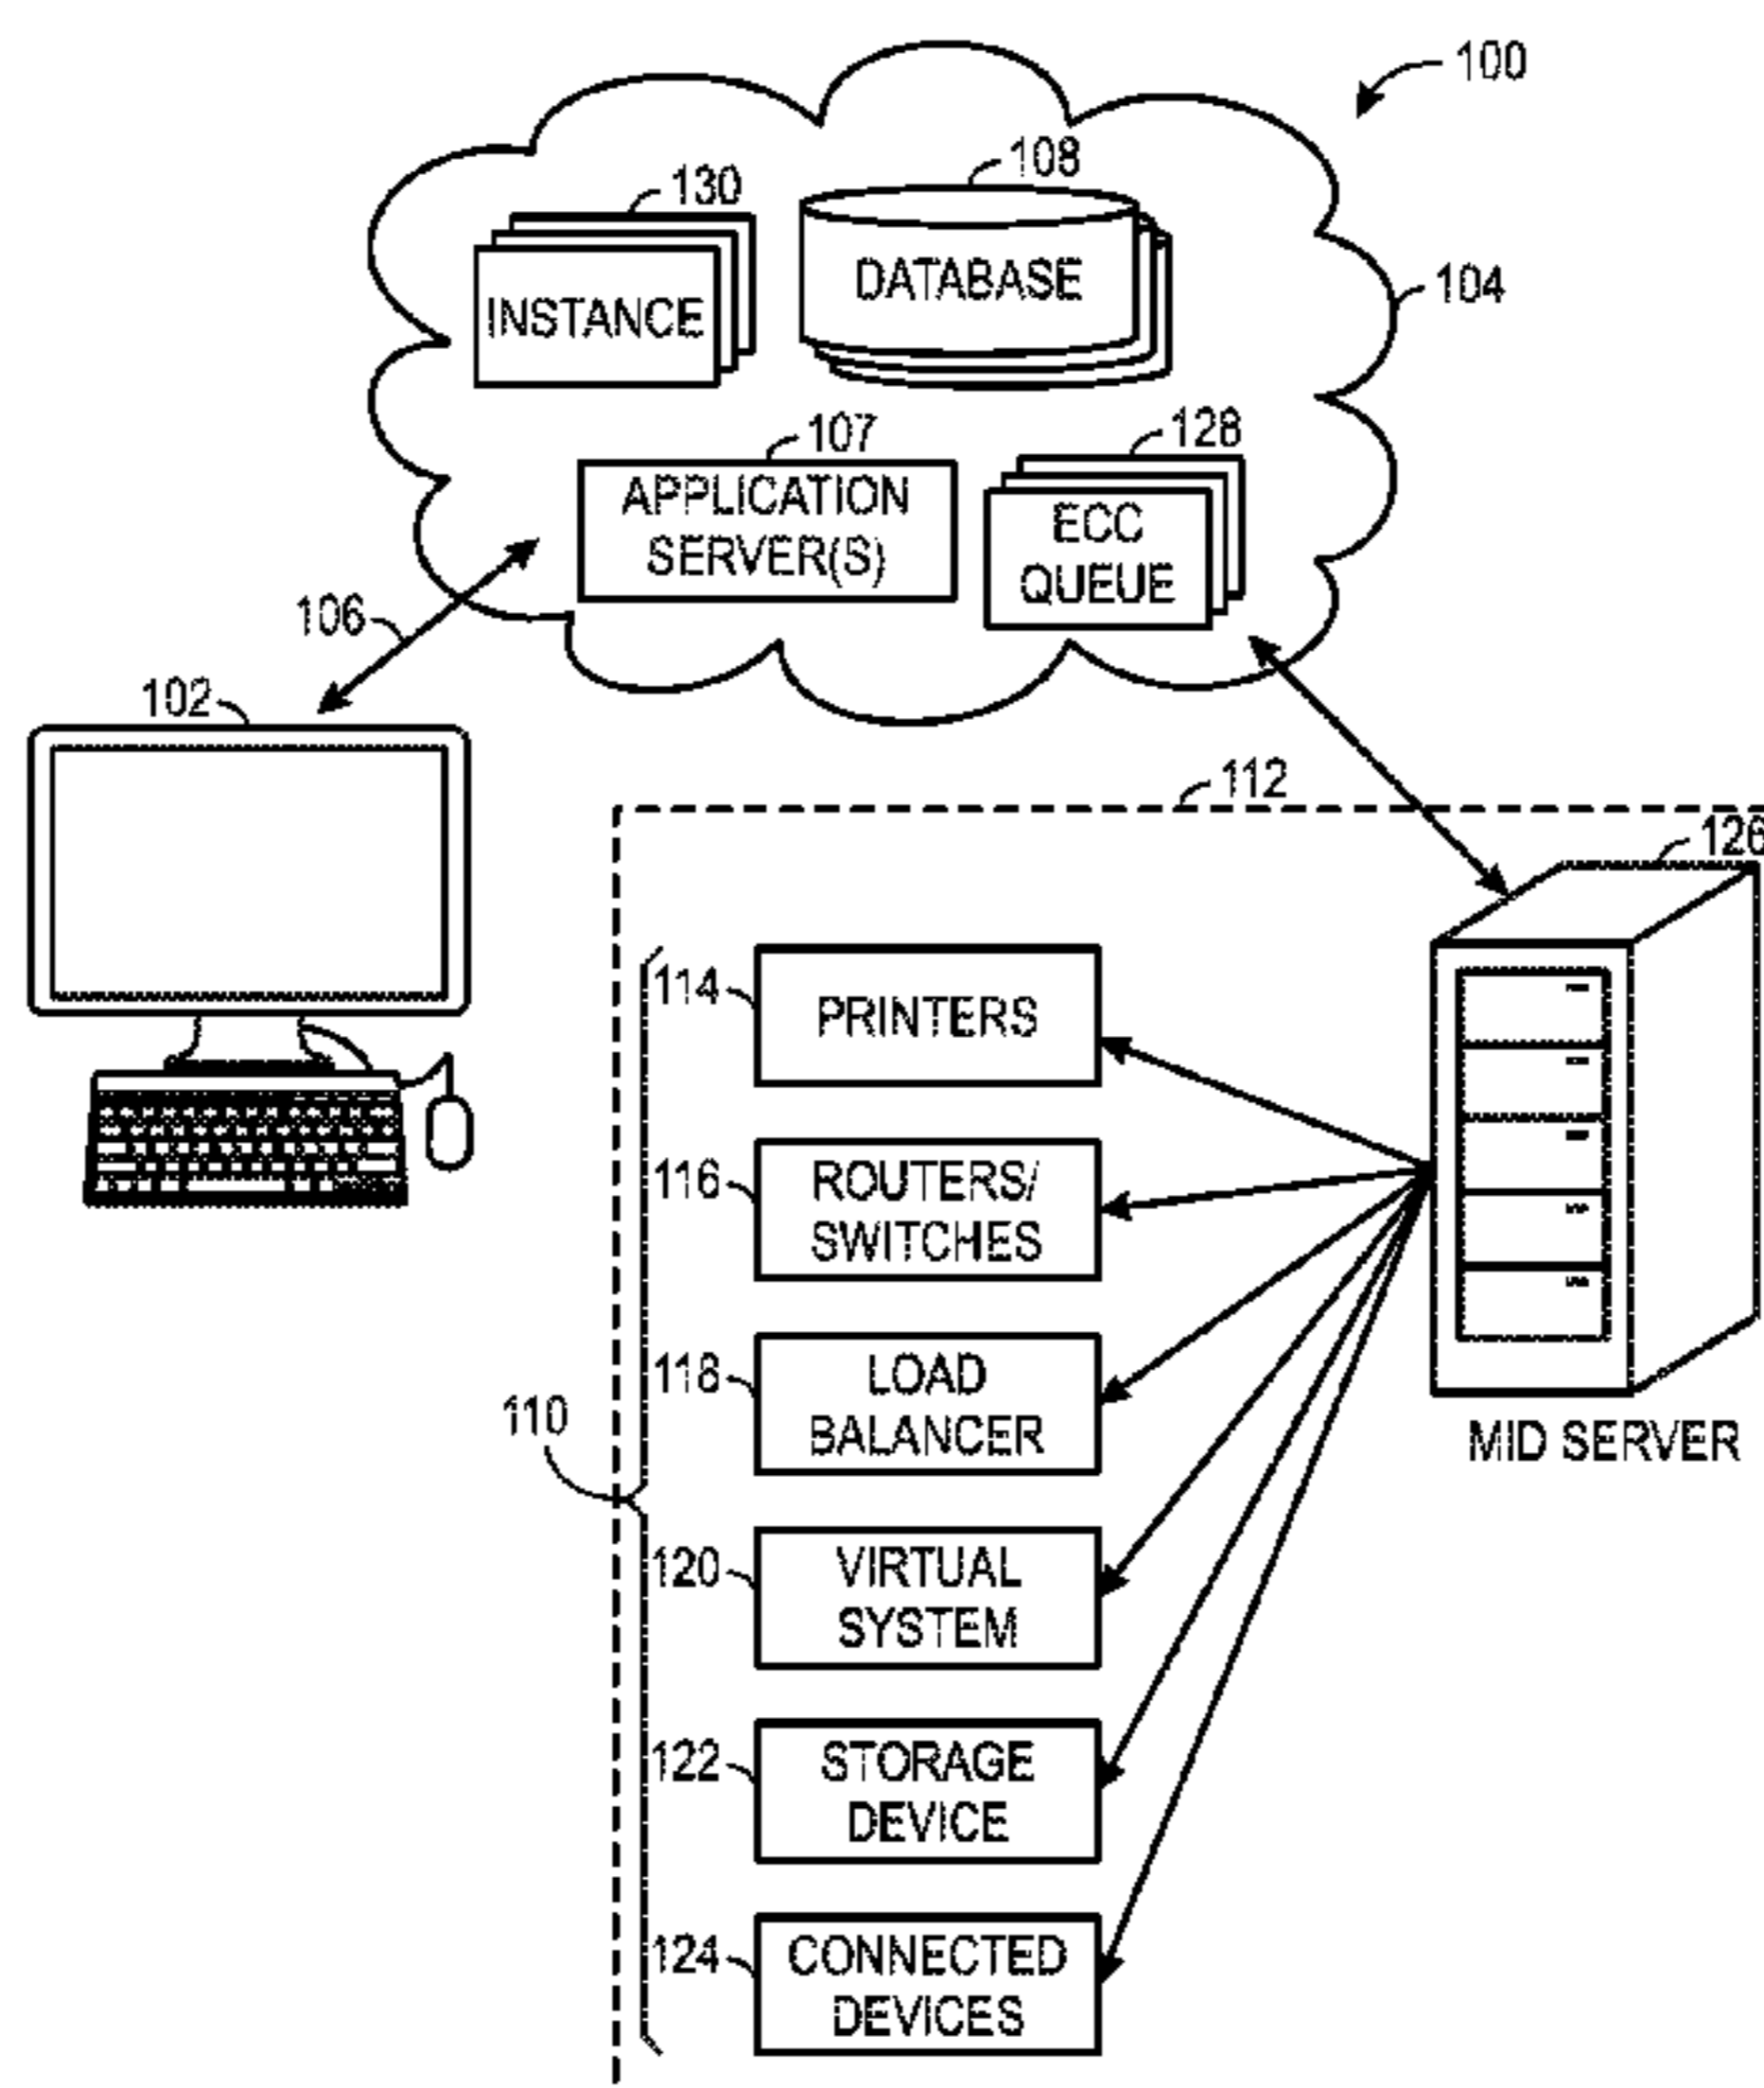 100
130
108
INSTANCE
DATABASE
104
107
128
APPLICATION
SERVER(S)
ECC
QUEUE
106
102
112
126
114
PRINTERS
116
ROUTERS/
SWITCHES
118
LOAD
BALANCER
110
MID SERVER
120
VIRTUAL
SYSTEM
122
STORAGE
DEVICE
124
CONNECTED
DEVICES